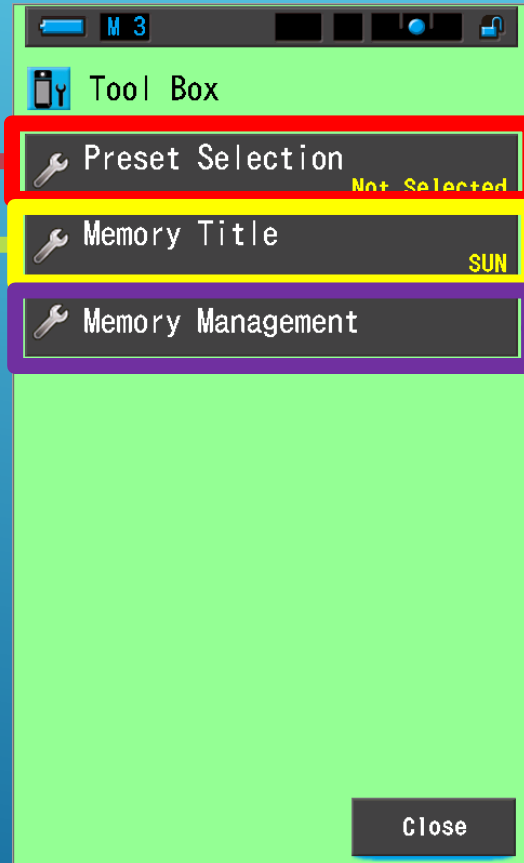 M 3
Tool Box
Preset Selection
Not Selected
Memory Title
SUN
Memory Management
Close